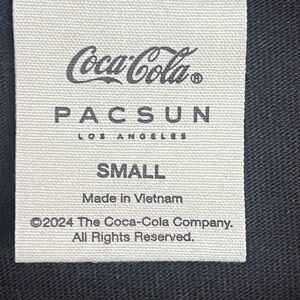 Coca-Cola®
PACSUN
LOS ANGELES
SMALL
Made in Vietnam
©2024 The Coca-Cola Company.
All Rights Reserved.